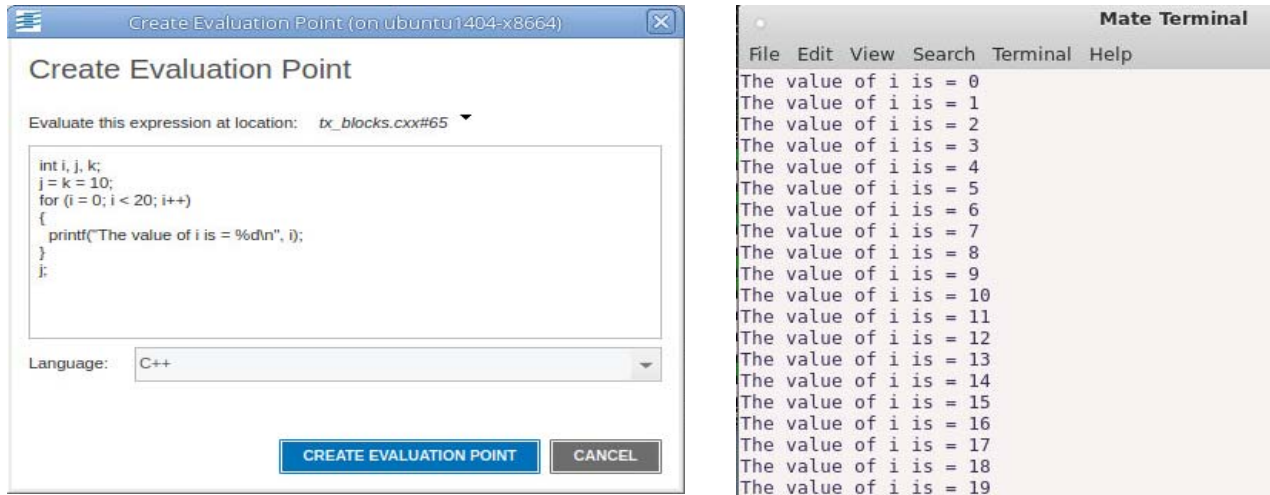 Create Evaluation Point (on ubuntu1404-x8664)
Create Evaluation Point
Evaluate this expression at location: tx_blocks.cxx#65
int i, j, k;
j = k = 10;
for (i = 0; i < 20; i++)
{
printf("The value of i is = %d\n", i);
}
j;
Language: C++
CREATE EVALUATION POINT CANCEL
Mate Terminal
File Edit View Search Terminal Help
The value of i is = 0
The value of i is = 1
The value of i is = 2
The value of i is = 3
The value of i is = 4
The value of i is = 5
The value of i is = 6
The value of i is = 7
The value of i is = 8
The value of i is = 9
The value of i is = 10
The value of i is = 11
The value of i is = 12
The value of i is = 13
The value of i is = 14
The value of i is = 15
The value of i is = 16
The value of i is = 17
The value of i is = 18
The value of i is = 19